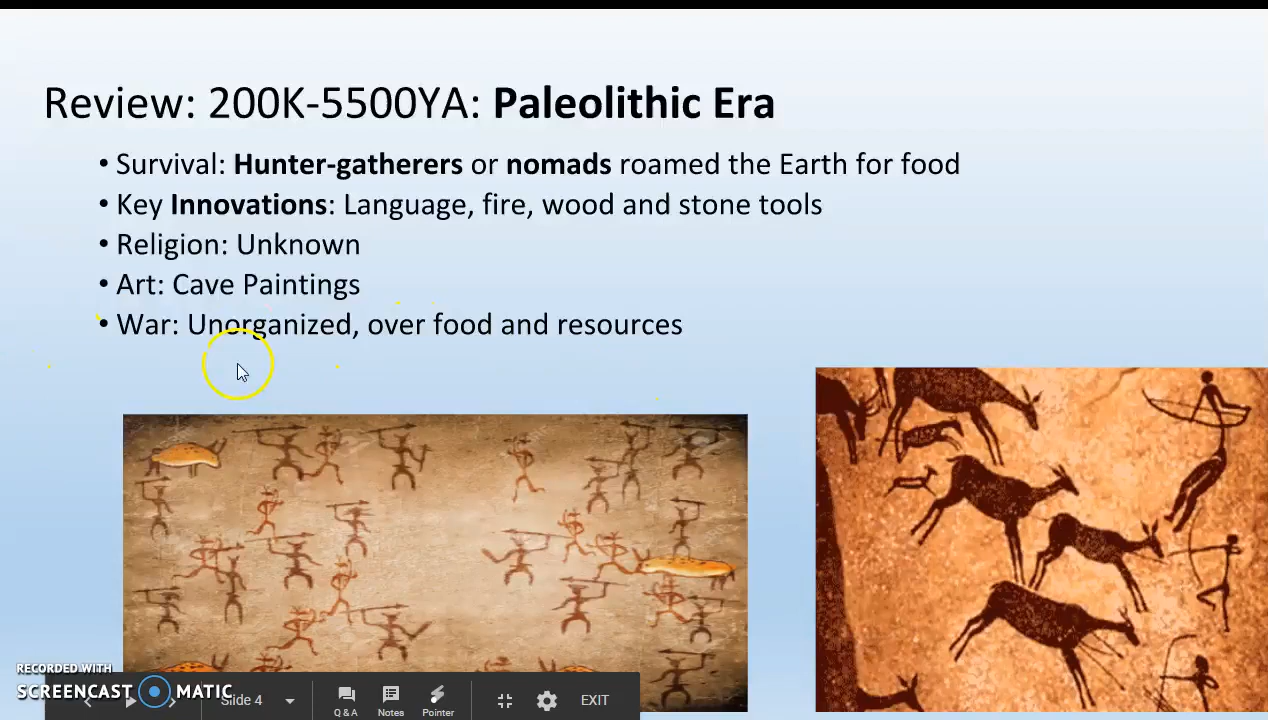 Review: 200K-5500YA: Paleolithic Era
• Survival: Hunter-gatherers or nomads roamed the Earth for food
• Key Innovations: Language, fire, wood and stone tools
• Religion: Unknown
• Art: Cave Paintings
• War: Unorganized, over food and resources
RECORDED WITH
SCREENCAST MATIC
Slide 4
Q & A
Notes
Pointer
EXIT